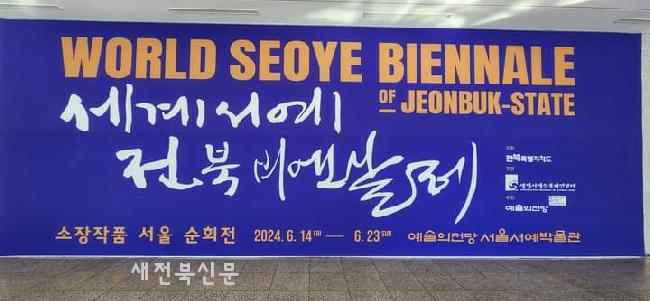 WORLD SEOYE BIENNALE
OF JEONBUK-STATE
세계서예
전북비엔날레
전북특별자치도
예술의전당
소장작품 서울 순회전 2024. 6. 14 — 6. 23 SUN 예술의전당 서울서예박물관
새전북신문